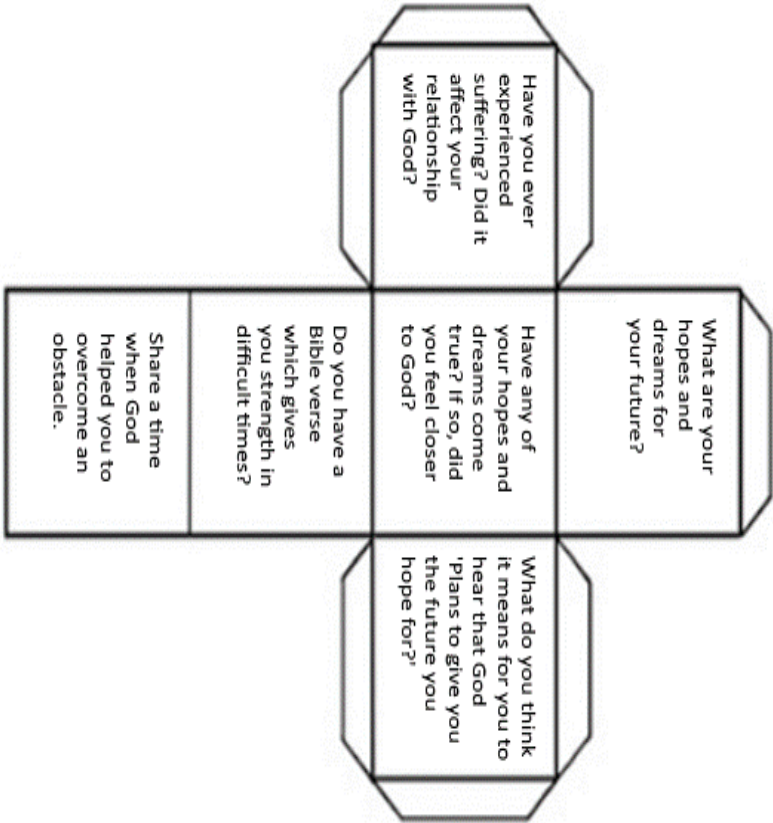 What are your
hopes and
dreams for
your future?
Have you ever
experienced
suffering? Did it
affect your
relationship
with God?
Have any of
your hopes and
dreams come
true? If so, did
you feel closer
to God?
What do you think
it means for you to
hear that God
'Plans to give you
the future you
hope for?'
Do you have a
Bible verse
which gives
you strength in
difficult times?
Share a time
when God
helped you to
overcome an
obstacle.